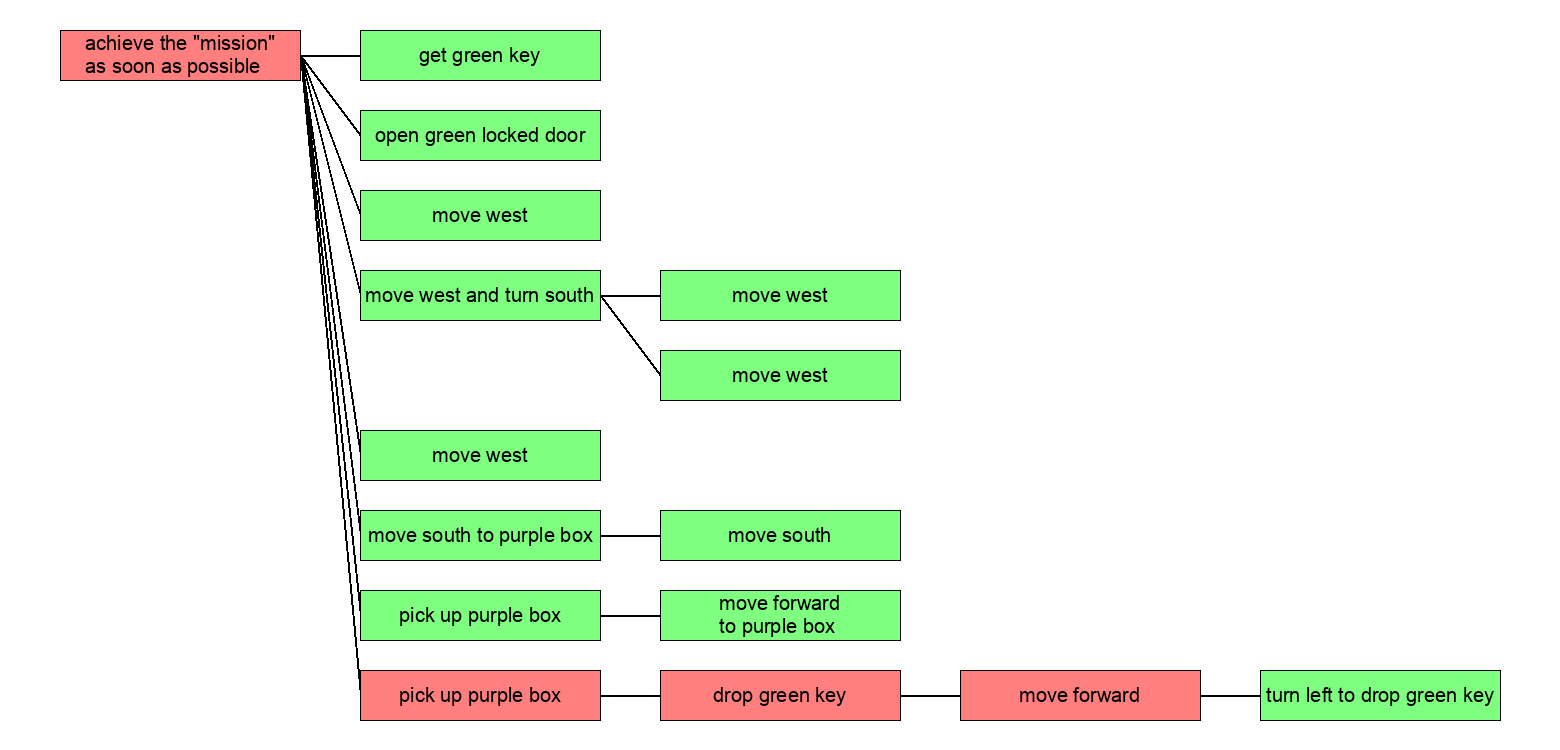 achieve the "mission"
as soon as possible
get green key
open green locked door
move west
move west and turn south
move west
move west
move west
move south to purple box
move south
pick up purple box
move forward
to purple box
pick up purple box
drop green key
move forward
turn left to drop green key